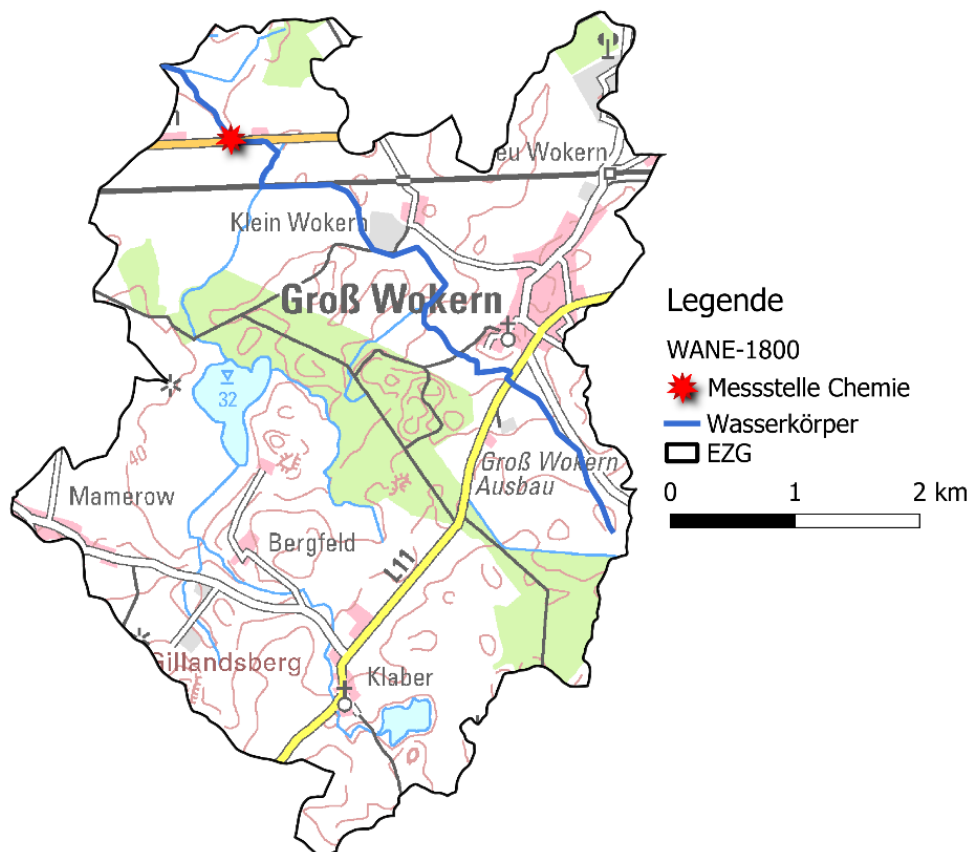 eu Wokern
Klein Wokern
Groß Wokern
32
40
Groß Wokern
Ausbau
Mamerow
Bergfeld
L11
Gillandsberg
Klaber
Legende
WANE-1800
Messstelle Chemie
Wasserkörper
EZG
0 1 2 km